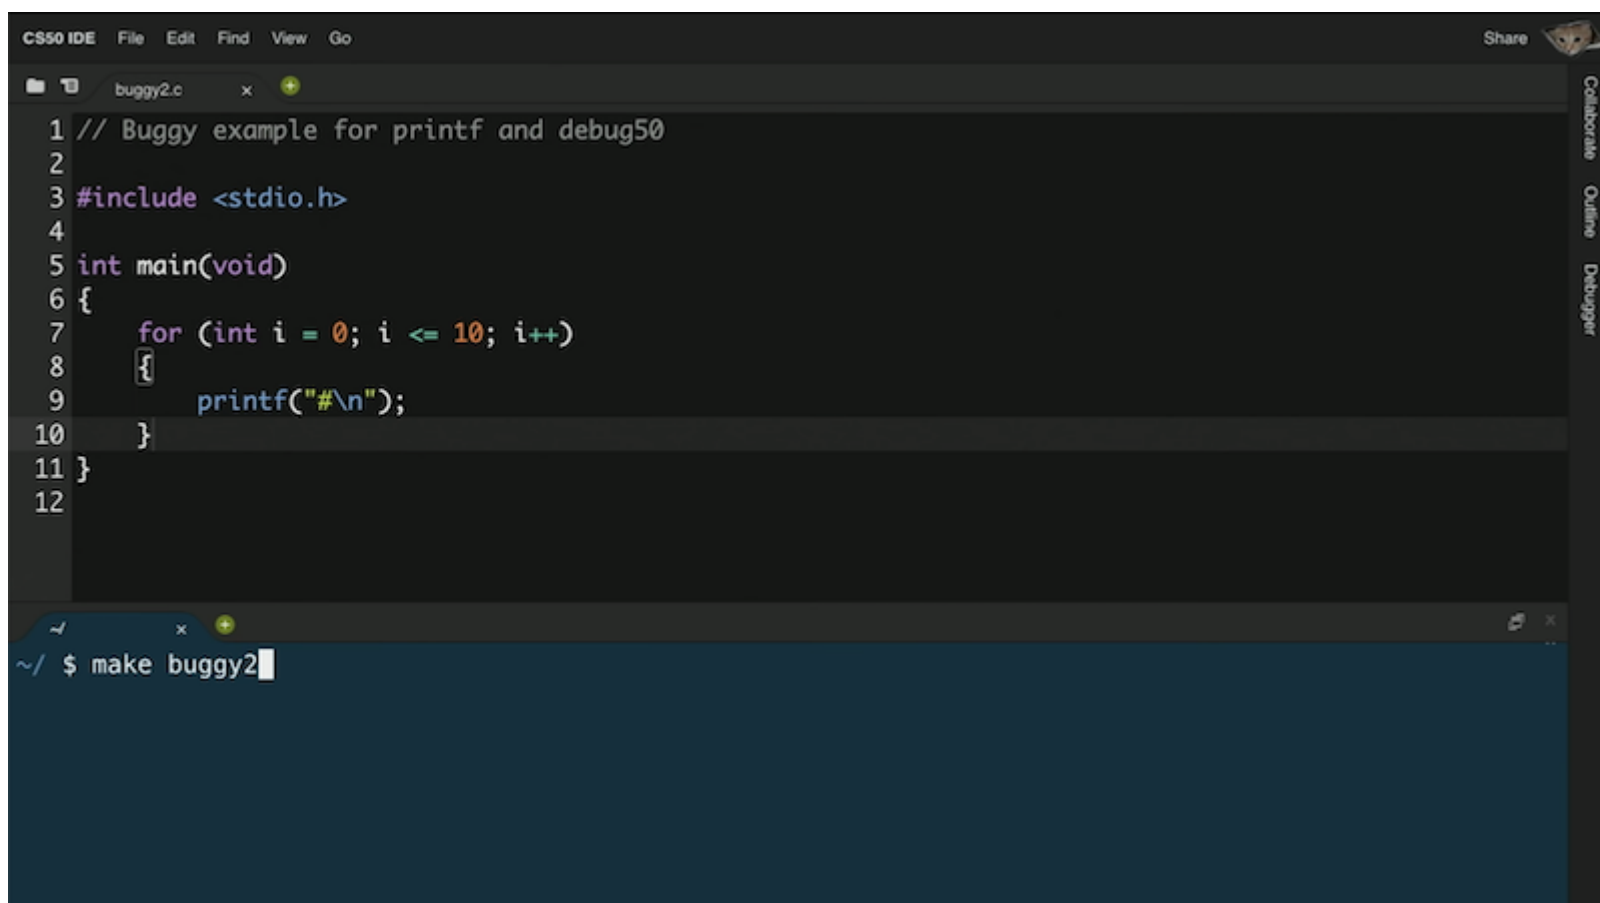 CS50 IDE File Edit Find View Go Share
buggy2.c x +
1 // Buggy example for printf and debug50
2
3 #include <stdio.h>
4
5 int main(void)
6 {
7     for (int i = 0; i <= 10; i++)
8     {
9         printf("#\n");
10     }
11 }
12
Collaborate
Outline
Debugger
~/ x +
~/ $ make buggy2